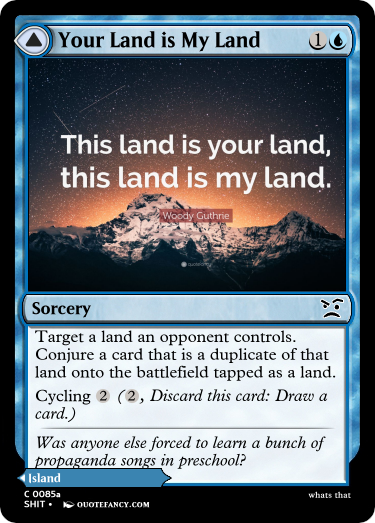 Your Land is My Land 1
This land is your land,
this land is my land.
Woody Guthrie
Sorcery
Target a land an opponent controls.
Conjure a card that is a duplicate of that
land onto the battlefield tapped as a land.
Cycling 2 (2, Discard this card: Draw a
card.)
Was anyone else forced to learn a bunch of
propaganda songs in preschool?
Island
C 0085a
SHIT • QUOTEFANCY.COM
whats that